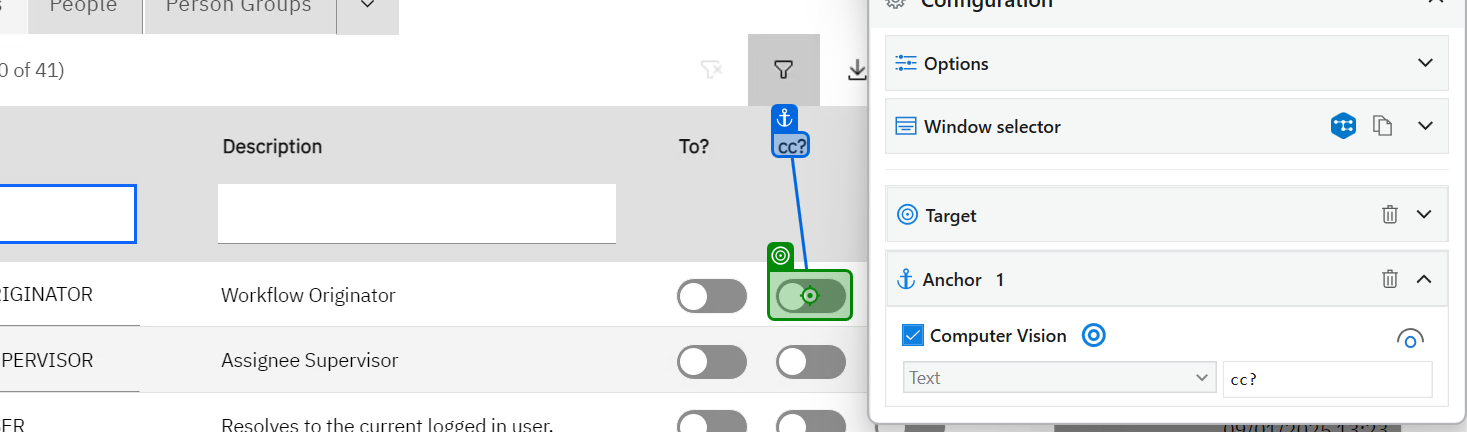 People
Person Groups
Configuration
0 of 41)
Options
Window selector
Description
To?
cc?
Target
Anchor 1
IGINATOR
Workflow Originator
Computer Vision
PERVISOR
Assignee Supervisor
Text
cc?
ER
Resolves to the current logged in user.